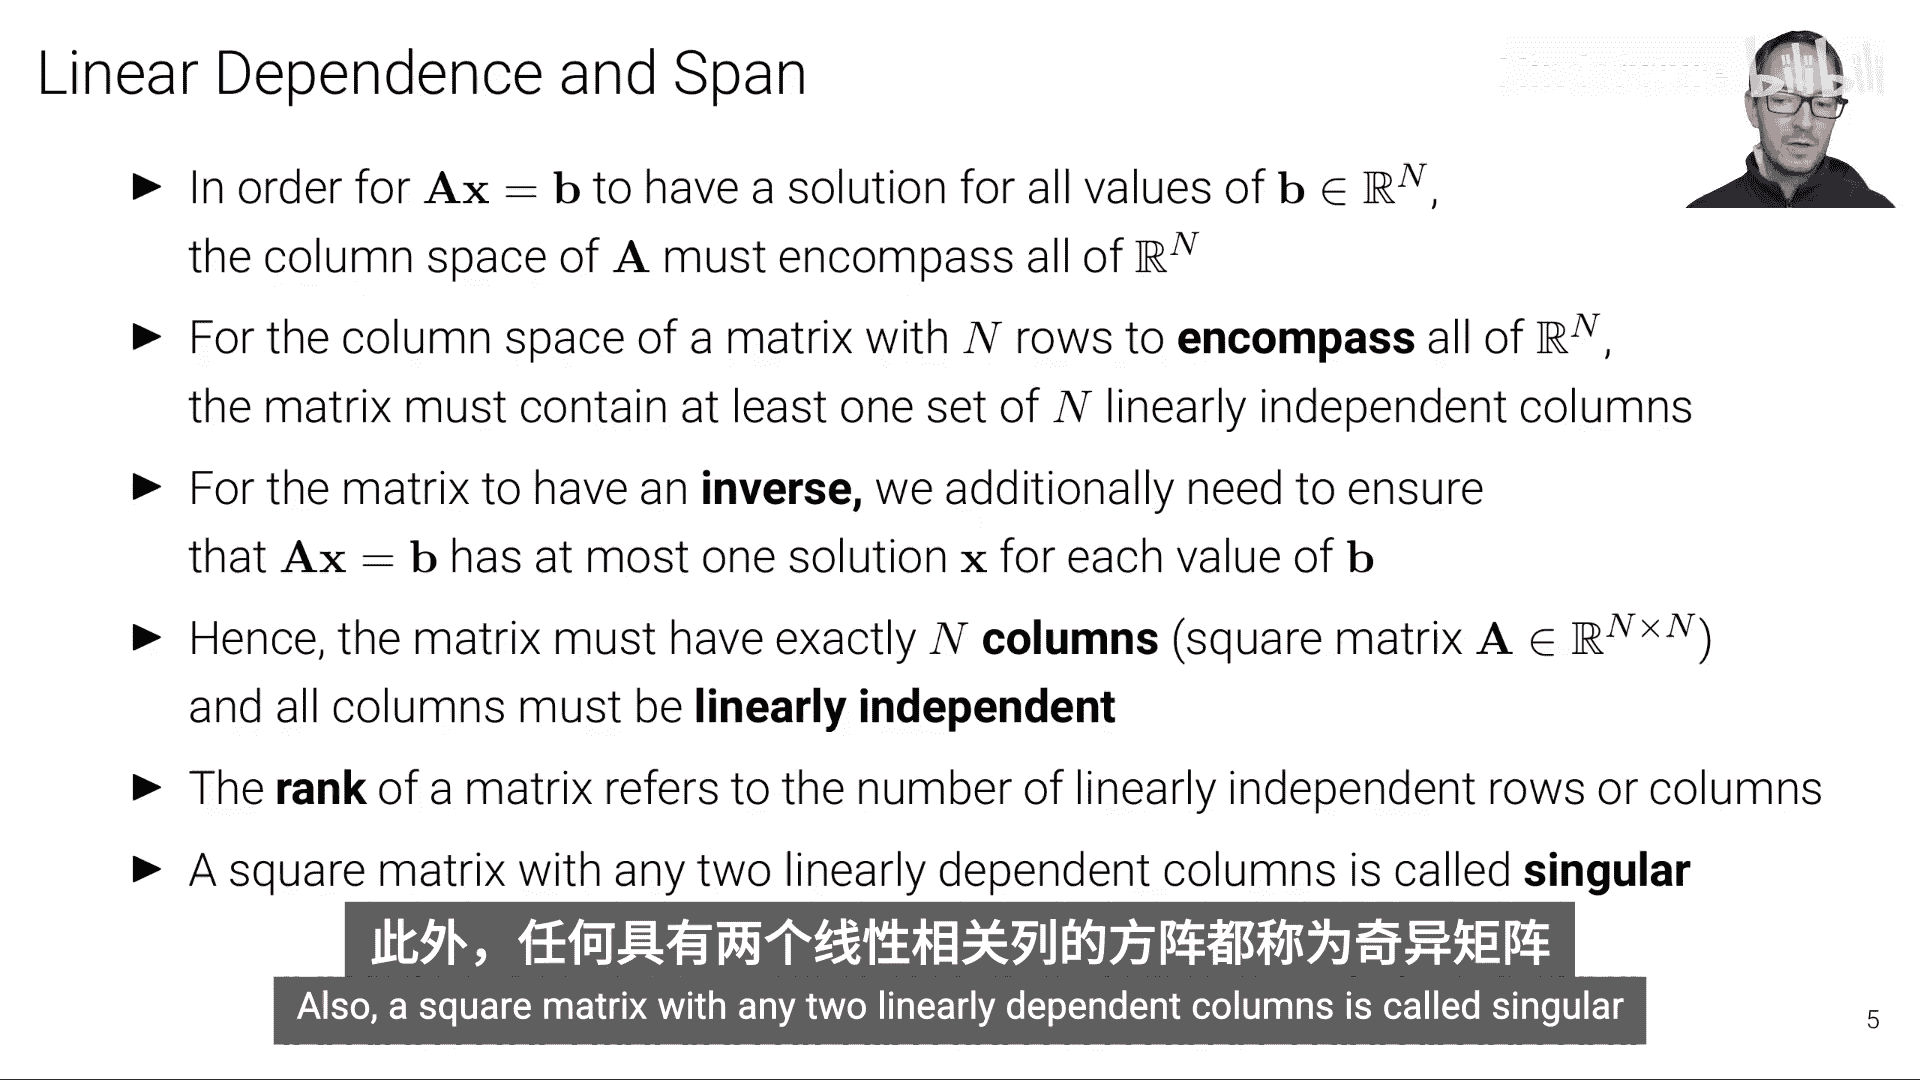 Linear Dependence and Span
bilibili
▶ In order for Ax = b to have a solution for all values of b ∈ ℝᴺ,
the column space of A must encompass all of ℝᴺ
▶ For the column space of a matrix with N rows to encompass all of ℝᴺ,
the matrix must contain at least one set of N linearly independent columns
▶ For the matrix to have an inverse, we additionally need to ensure
that Ax = b has at most one solution x for each value of b
▶ Hence, the matrix must have exactly N columns (square matrix A ∈ ℝᴺˣᴺ)
and all columns must be linearly independent
▶ The rank of a matrix refers to the number of linearly independent rows or columns
▶ A square matrix with any two linearly dependent columns is called singular
此外，任何具有两个线性相关列的方阵都称为奇异矩阵
Also, a square matrix with any two linearly dependent columns is called singular
5